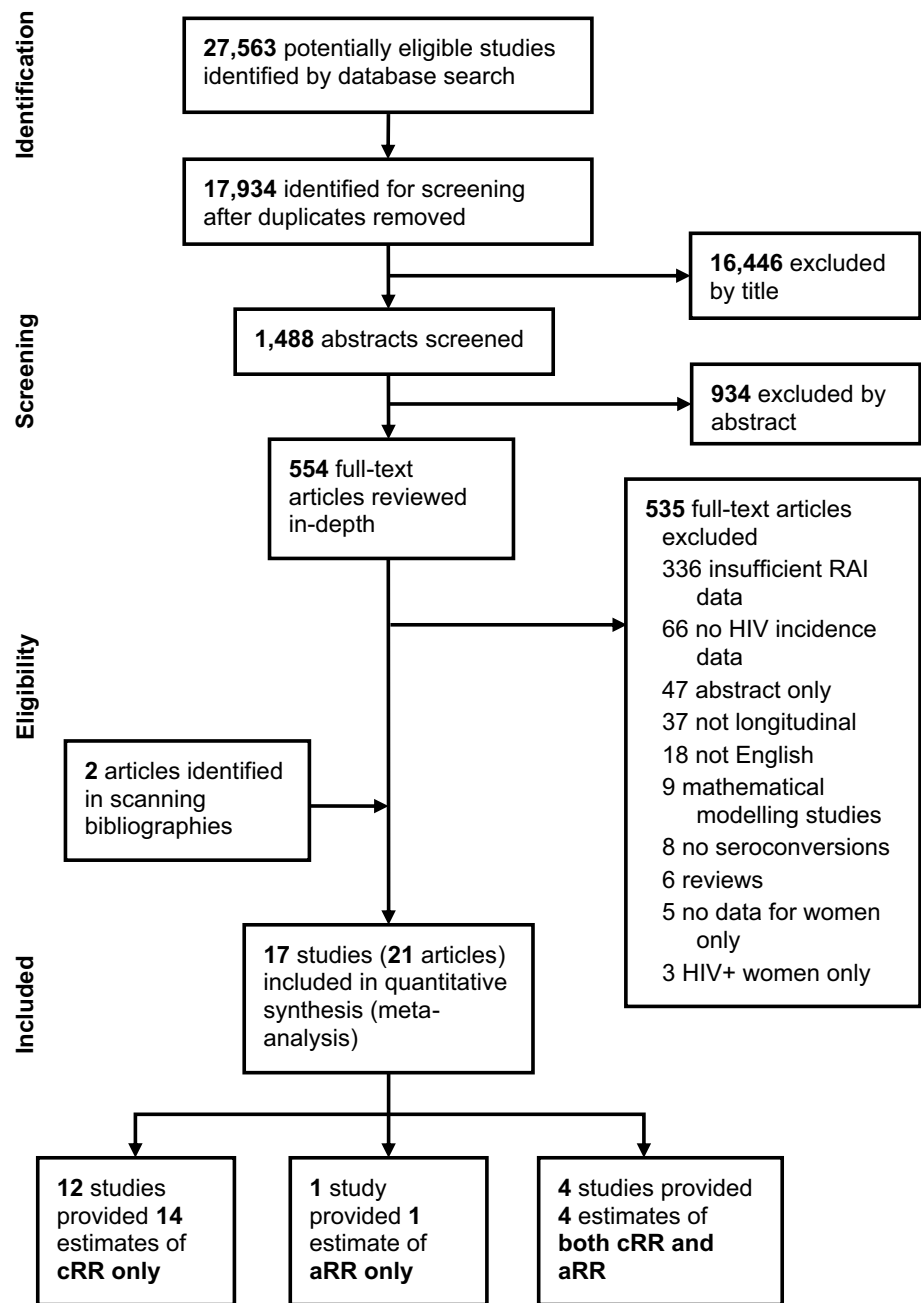 Identification
27,563 potentially eligible studies
identified by database search
17,934 identified for screening
after duplicates removed
16,446 excluded
by title
Screening
1,488 abstracts screened
934 excluded by
abstract
554 full-text
articles reviewed
in-depth
535 full-text articles
excluded
336 insufficient RAI
data
66 no HIV incidence
data
47 abstract only
37 not longitudinal
18 not English
9 mathematical
modelling studies
8 no seroconversions
6 reviews
5 no data for women
only
3 HIV+ women only
Eligibility
2 articles identified
in scanning
bibliographies
Included
17 studies (21 articles)
included in quantitative
synthesis (meta-
analysis)
12 studies
provided 14
estimates of
cRR only
1 study
provided 1
estimate of
aRR only
4 studies provided
4 estimates of
both cRR and
aRR